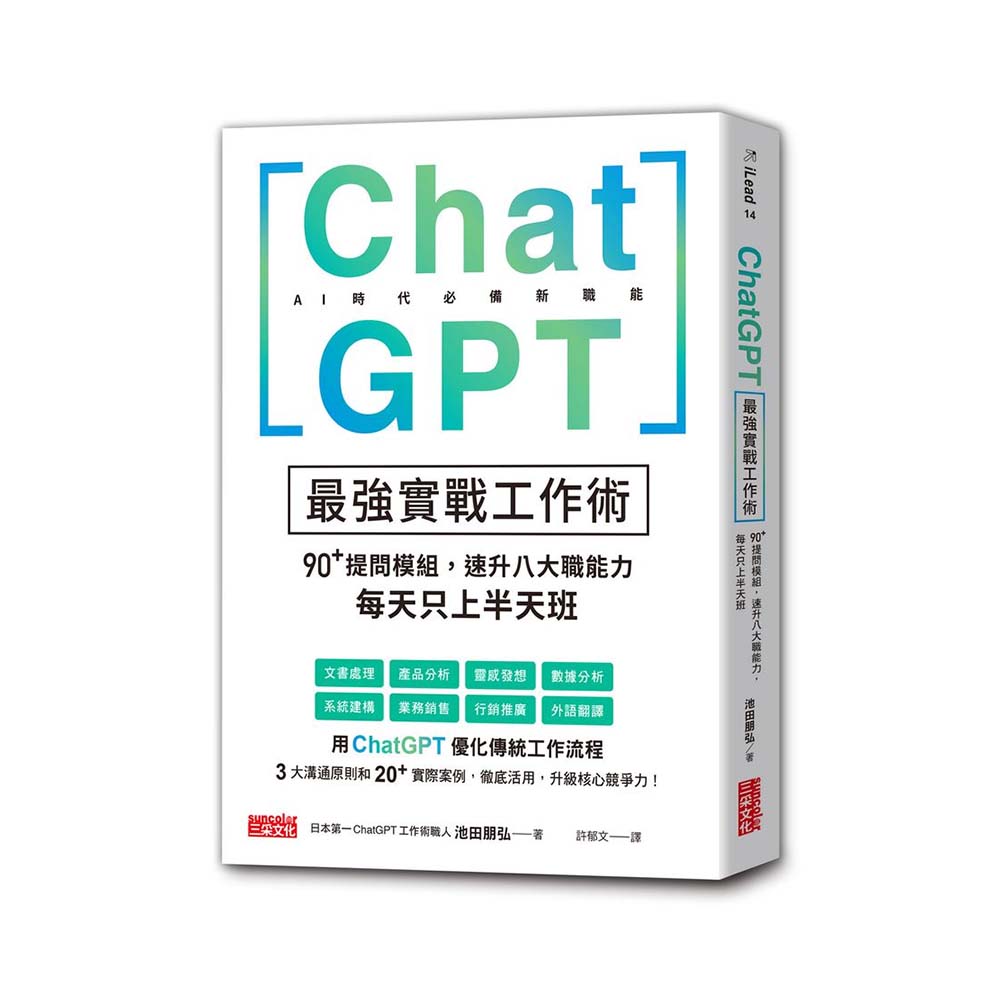 Chat
AI時代必備新職能
GPT
最強實戰工作術
90+提問模組，速升八大職能力
每天只上半天班
文書處理 產品分析 靈感發想 數據分析
系統建構 業務銷售 行銷推廣 外語翻譯
用ChatGPT優化傳統工作流程
3大溝通原則和20+實際案例，徹底活用，升級核心競爭力！
suncolor
三采文化
日本第一ChatGPT工作術職人 池田朋弘──著 許郁文──譯
iLead 14
ChatGPT
最強實戰工作術
90+提問模組，速升八大職能力，
每天只上半天班
池田朋弘／著
suncolor
三采文化